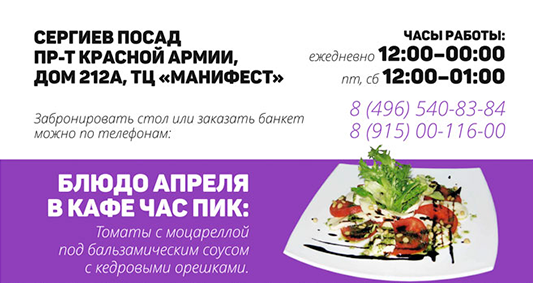 СЕРГИЕВ ПОСАД
ПР-Т КРАСНОЙ АРМИИ,
ДОМ 212А, ТЦ «МАНИФЕСТ»
ЧАСЫ РАБОТЫ:
ежедневно 12:00–00:00
пт, сб 12:00–01:00
Забронировать стол или заказать банкет
можно по телефонам:
8 (496) 540-83-84
8 (915) 00-116-00
БЛЮДО АПРЕЛЯ
В КАФЕ ЧАС ПИК:
Томаты с моцареллой
под бальзамическим соусом
с кедровыми орешками.